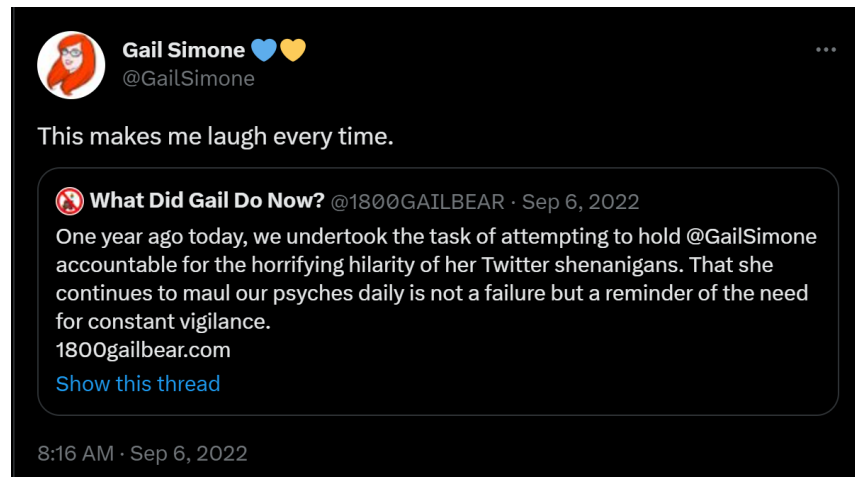 Gail Simone 💙💛
@GailSimone
This makes me laugh every time.
What Did Gail Do Now? @1800GAILBEAR · Sep 6, 2022
One year ago today, we undertook the task of attempting to hold @GailSimone
accountable for the horrifying hilarity of her Twitter shenanigans. That she
continues to maul our psyches daily is not a failure but a reminder of the need
for constant vigilance.
1800gailbear.com
Show this thread
8:16 AM · Sep 6, 2022